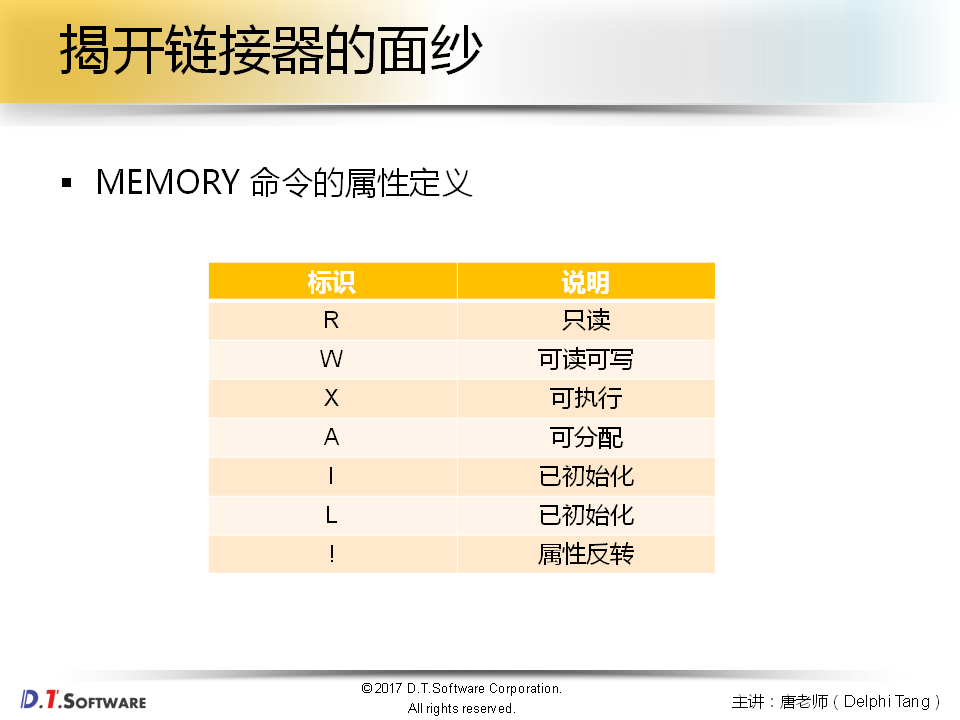 揭开链接器的面纱
▪ MEMORY 命令的属性定义
标识 说明
R 只读
W 可读可写
X 可执行
A 可分配
I 已初始化
L 已初始化
! 属性反转
D.T.SOFTWARE
©2017 D.T.Software Corporation.
All rights reserved.
主讲：唐老师（Delphi Tang）